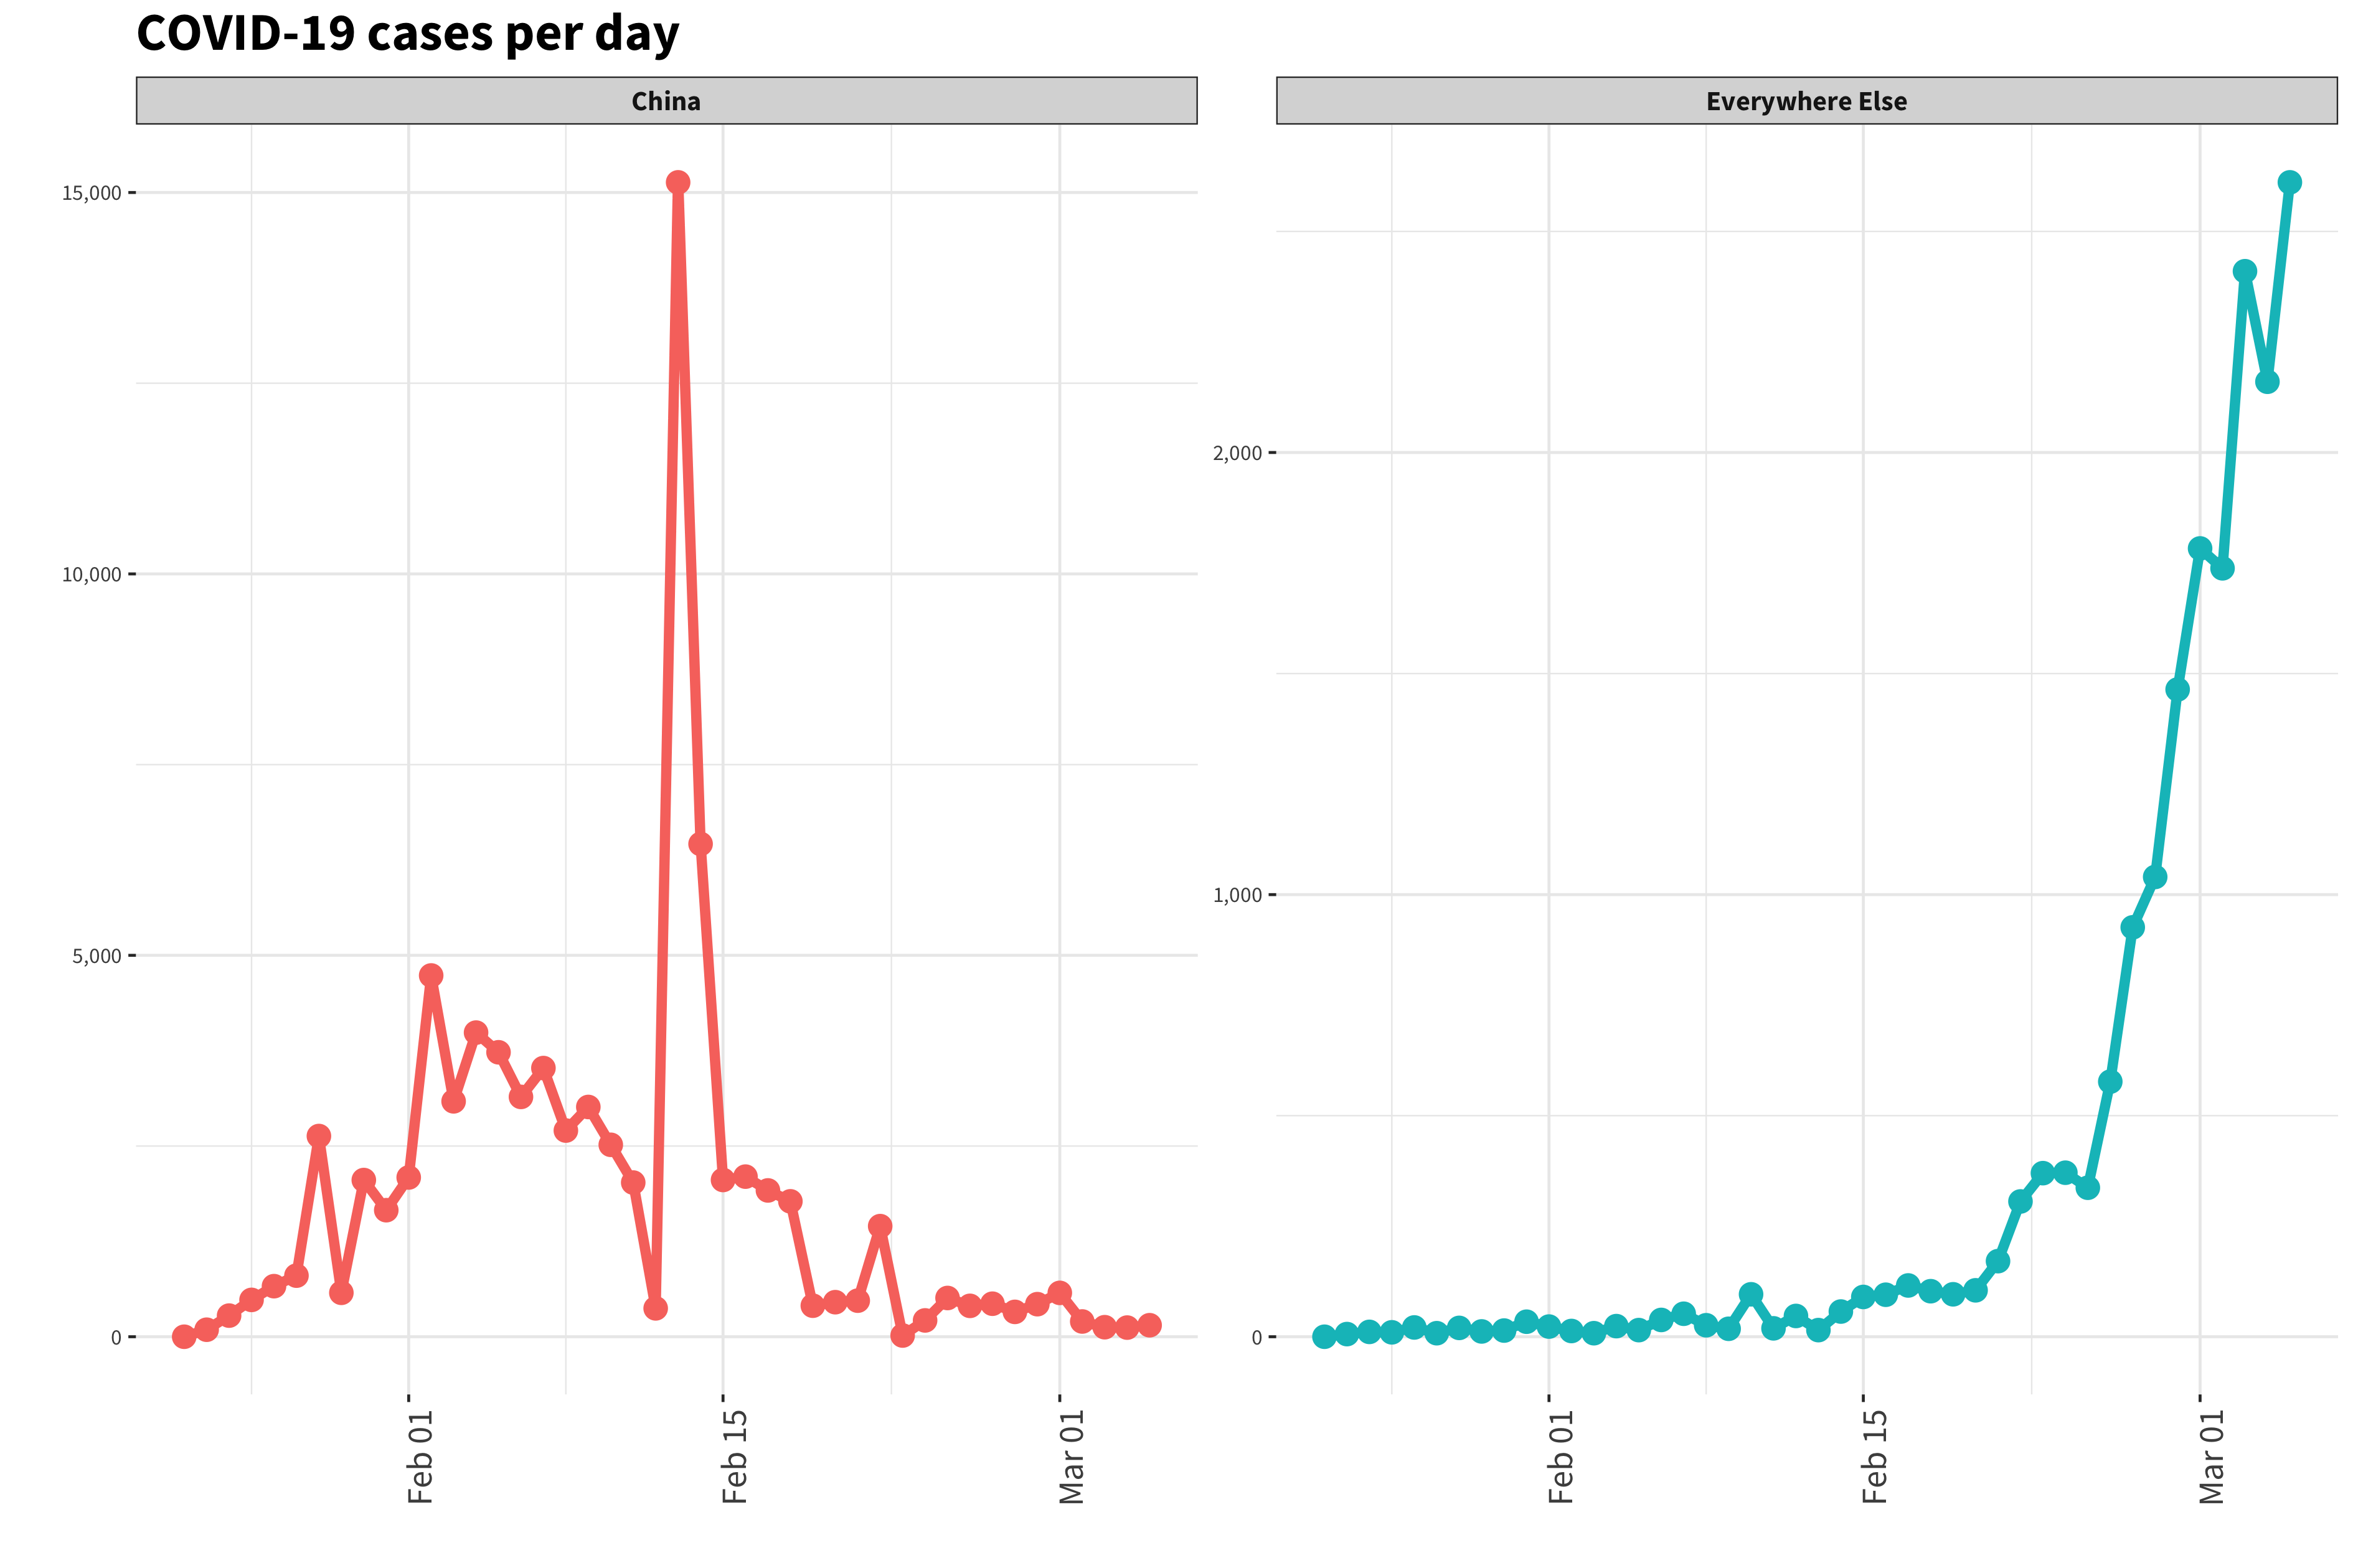 COVID-19 cases per day
China
Everywhere Else
15,000
10,000
5,000
0
2,000
1,000
0
Feb 01
Feb 15
Mar 01
Feb 01
Feb 15
Mar 01